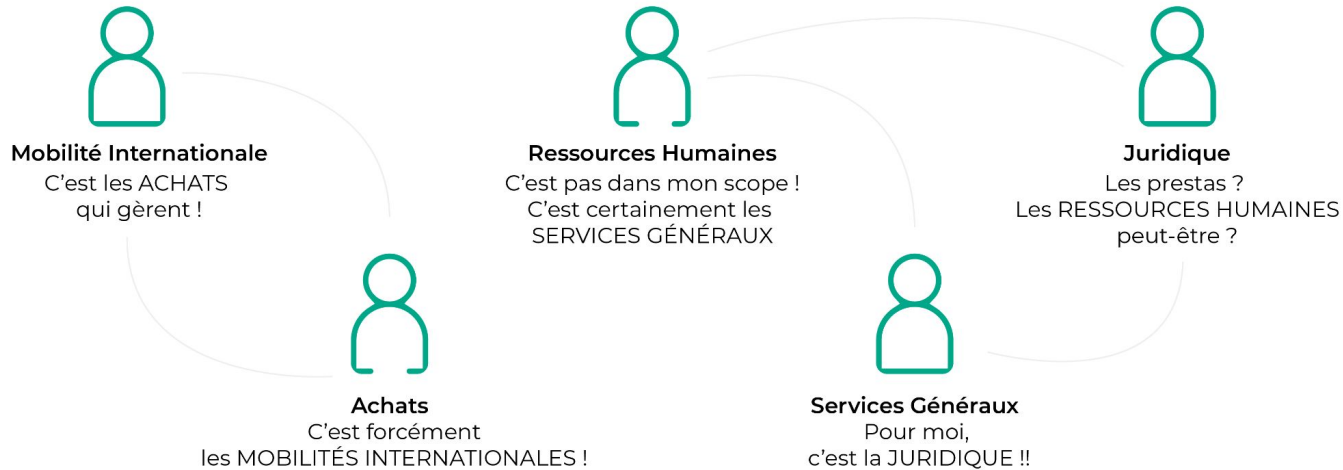 Mobilité Internationale
C'est les ACHATS
qui gèrent !
Ressources Humaines
C'est pas dans mon scope !
C'est certainement les
SERVICES GÉNÉRAUX
Juridique
Les prestas ?
Les RESSOURCES HUMAINES
peut-être ?
Achats
C'est forcément
les MOBILITÉS INTERNATIONALES !
Services Généraux
Pour moi,
c'est la JURIDIQUE !!